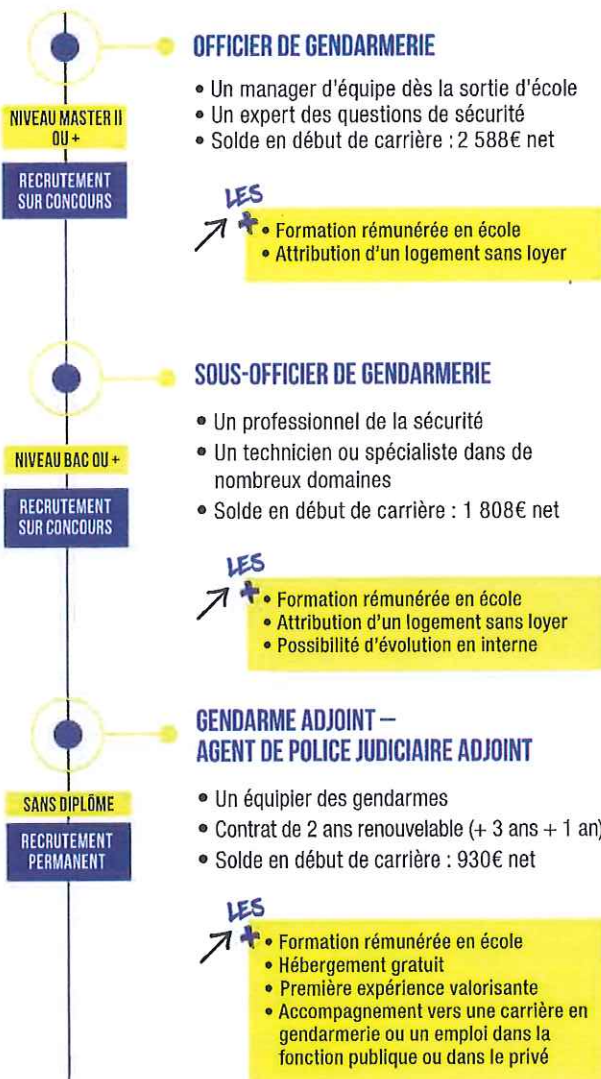 OFFICIER DE GENDARMERIE
NIVEAU MASTER II
OU +
RECRUTEMENT
SUR CONCOURS
• Un manager d'équipe dès la sortie d'école
• Un expert des questions de sécurité
• Solde en début de carrière : 2 588€ net
LES
+
• Formation rémunérée en école
• Attribution d'un logement sans loyer
SOUS-OFFICIER DE GENDARMERIE
NIVEAU BAC OU +
RECRUTEMENT
SUR CONCOURS
• Un professionnel de la sécurité
• Un technicien ou spécialiste dans de
nombreux domaines
• Solde en début de carrière : 1 808€ net
LES
+
• Formation rémunérée en école
• Attribution d'un logement sans loyer
• Possibilité d'évolution en interne
GENDARME ADJOINT –
AGENT DE POLICE JUDICIAIRE ADJOINT
SANS DIPLÔME
RECRUTEMENT
PERMANENT
• Un équipier des gendarmes
• Contrat de 2 ans renouvelable (+ 3 ans + 1 an)
• Solde en début de carrière : 930€ net
LES
+
• Formation rémunérée en école
• Hébergement gratuit
• Première expérience valorisante
• Accompagnement vers une carrière en
gendarmerie ou un emploi dans la
fonction publique ou dans le privé